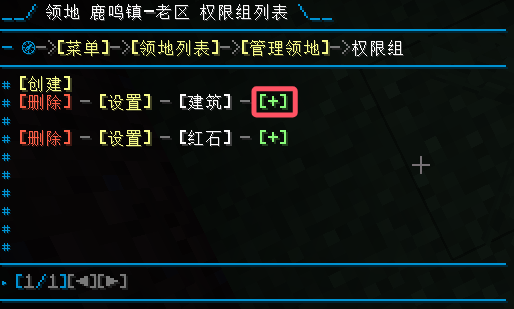 __/ 领地 鹿鸣镇-老区 权限组列表 \__
- ->[菜单]->[领地列表]->[管理领地]->权限组
# [创建]
# [删除] - [设置] - [建筑] - [+]
#
# [删除] - [设置] - [红石] - [+]
#
#
#
#
#
#
▸ [1/1][◀][▶]